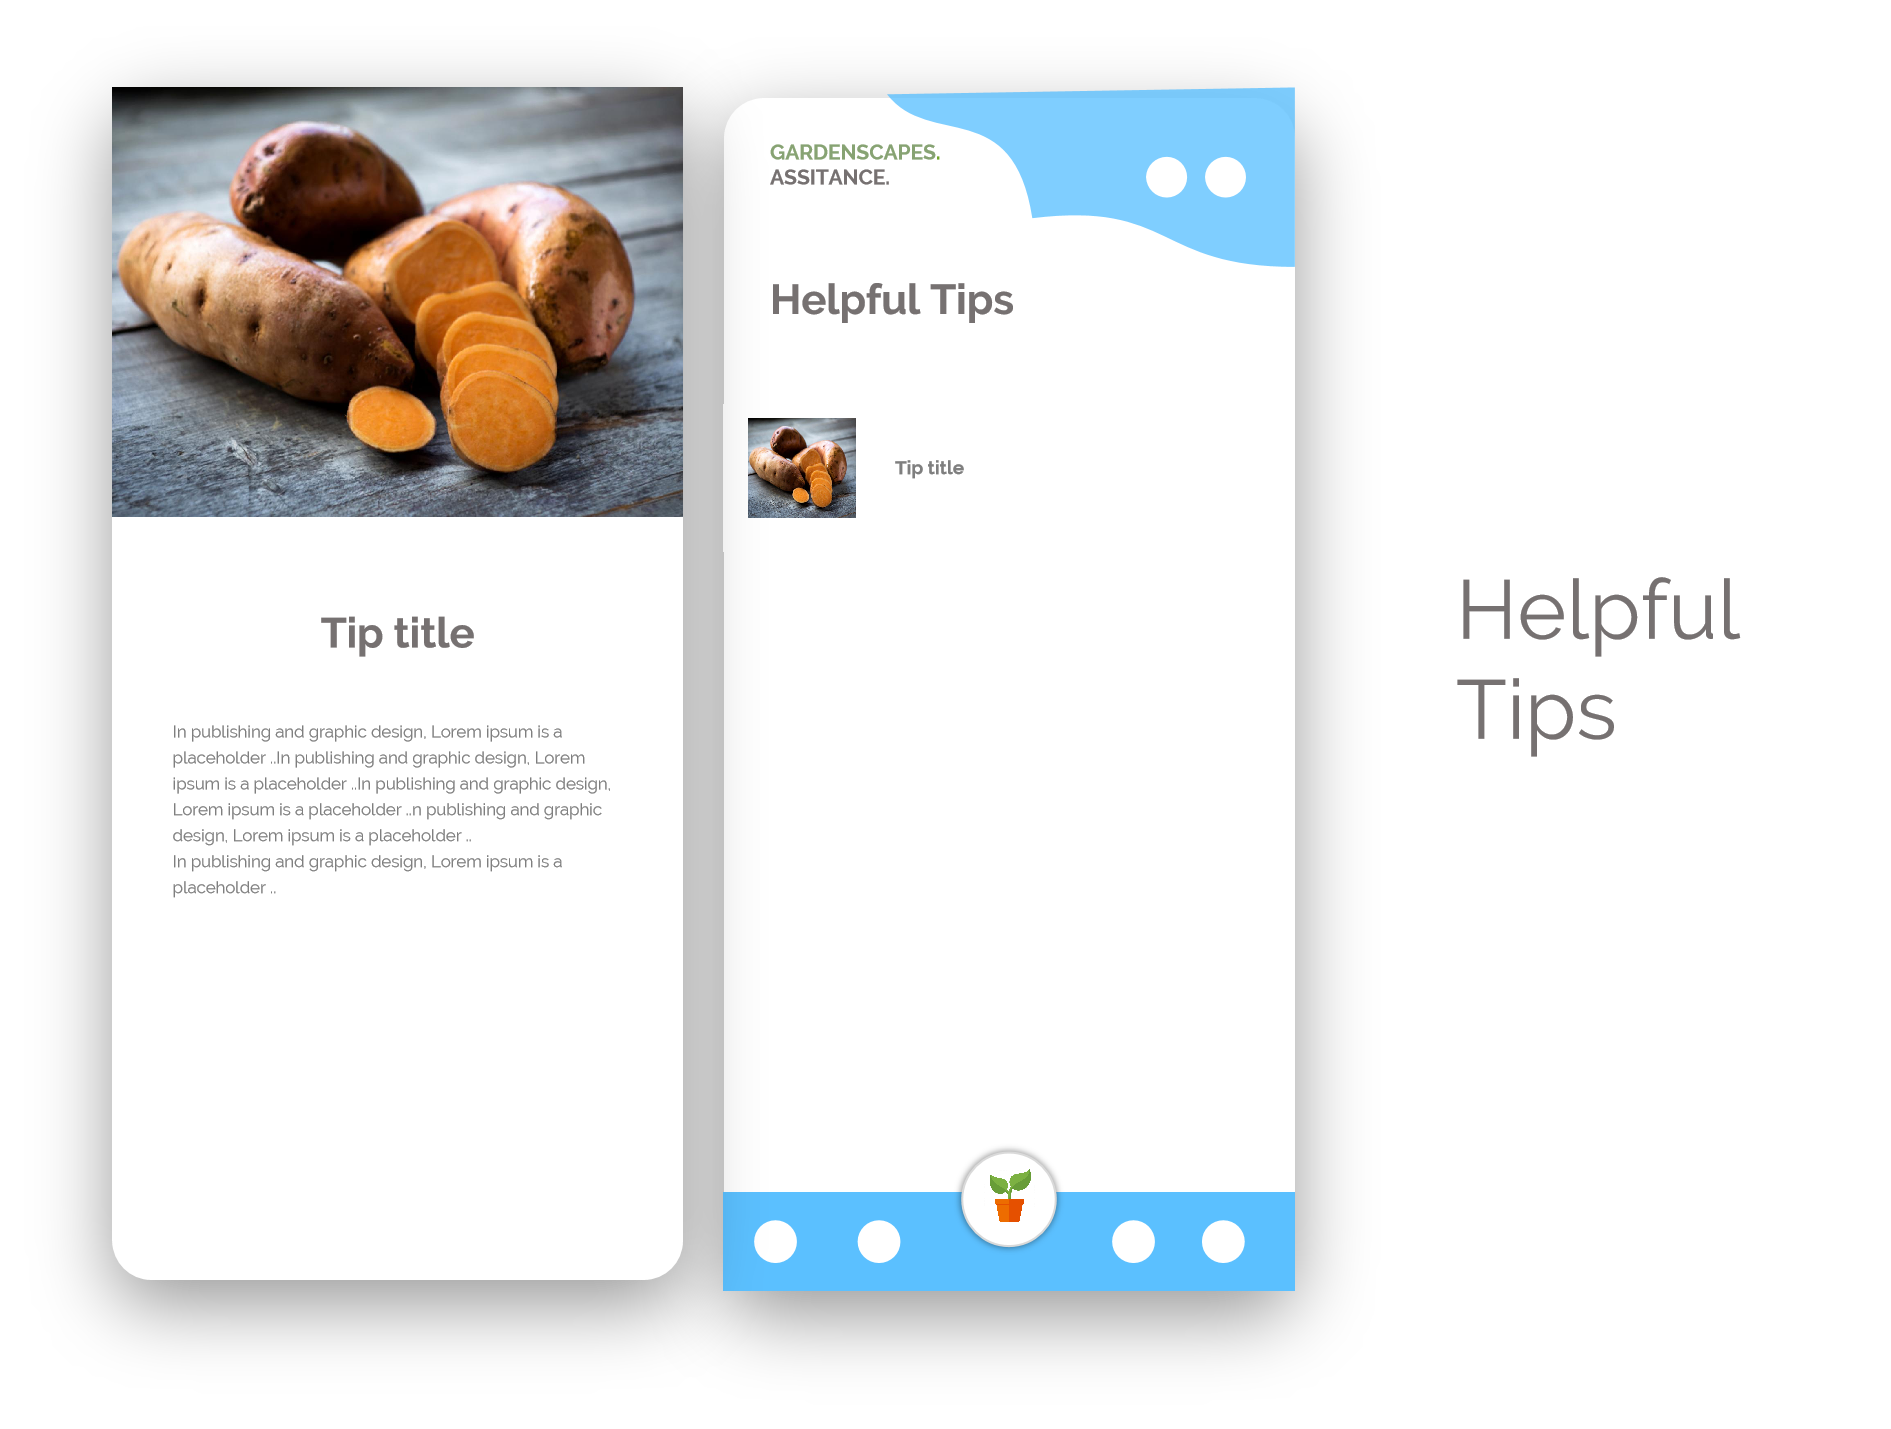 Tip title
In publishing and graphic design, Lorem ipsum is a
placeholder ..In publishing and graphic design, Lorem
ipsum is a placeholder ..In publishing and graphic design,
Lorem ipsum is a placeholder ..n publishing and graphic
design, Lorem ipsum is a placeholder ..
In publishing and graphic design, Lorem ipsum is a
placeholder ..
GARDENSCAPES.
ASSITANCE.
Helpful Tips
Tip title
Helpful
Tips